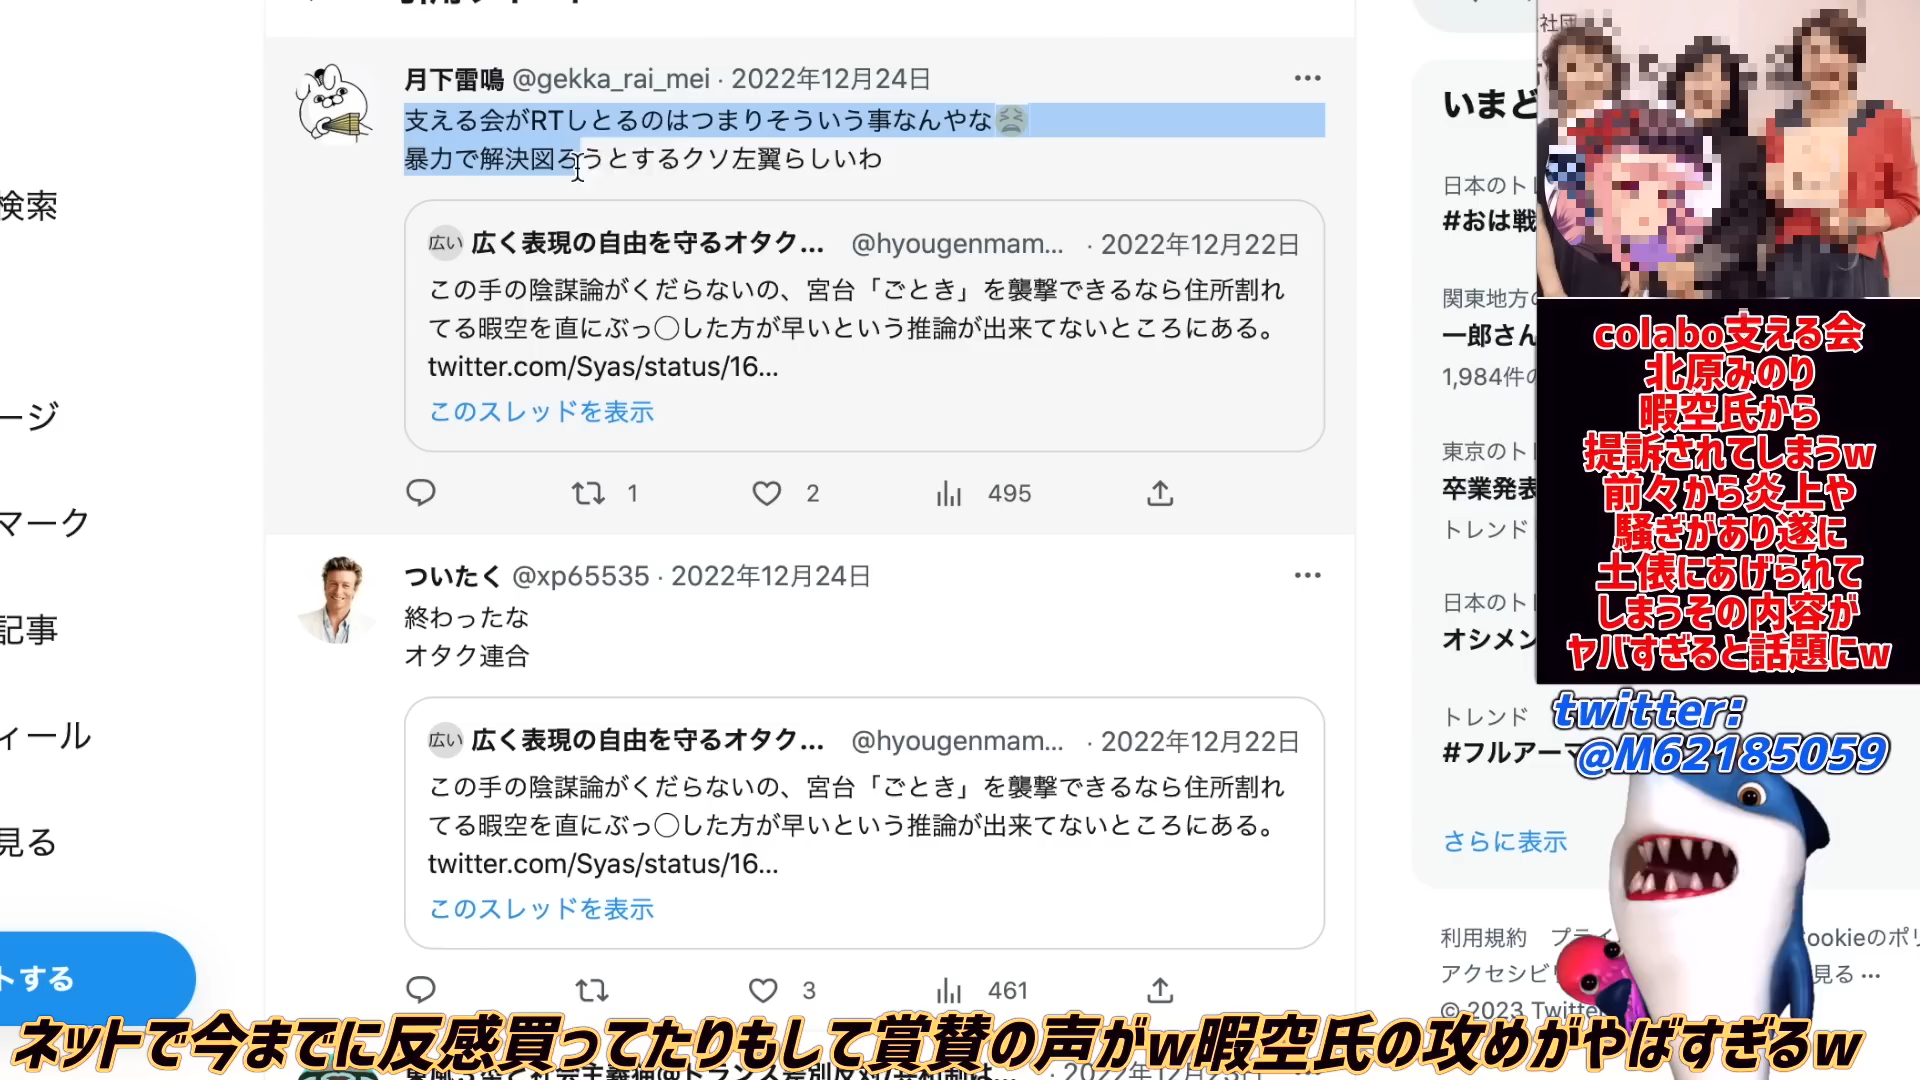 月下雷鳴 @gekka_rai_mei · 2022年12月24日
支える会がRTしとるのはつまりそういう事なんやな😫
暴力で解決図ろうとするクソ左翼らしいわ
広い 広く表現の自由を守るオタク... @hyougenmam... · 2022年12月22日
この手の陰謀論がくだらないの、宮台「ごとき」を襲撃できるなら住所割れ
てる暇空を直にぶっ◯した方が早いという推論が出来てないところにある。
twitter.com/Syas/status/16...
このスレッドを表示
1 2 495
ついたく @xp65535 · 2022年12月24日
終わったな
オタク連合
広い 広く表現の自由を守るオタク... @hyougenmam... · 2022年12月22日
この手の陰謀論がくだらないの、宮台「ごとき」を襲撃できるなら住所割れ
てる暇空を直にぶっ◯した方が早いという推論が出来てないところにある。
twitter.com/Syas/status/16...
このスレッドを表示
3 461
検索
ージ
マーク
記事
ィール
見る
トする
いまど
日本のト
#おは戦
関東地方の
一郎さん
1,984件の
東京のト
卒業発表
トレンド
日本のト
オシメン
トレンド
#フルアーマ
さらに表示
利用規約 プライ ookieのポリ
アクセシビ 見る ...
© 2023 Twitte
社団
colabo支える会
北原みのり
暇空氏から
提訴されてしまうw
前々から炎上や
騒ぎがあり遂に
土俵にあげられて
しまうその内容が
ヤバすぎると話題にw
twitter:
@M62185059
ネットで今までに反感買ってたりもして賞賛の声がw暇空氏の攻めがやばすぎるw